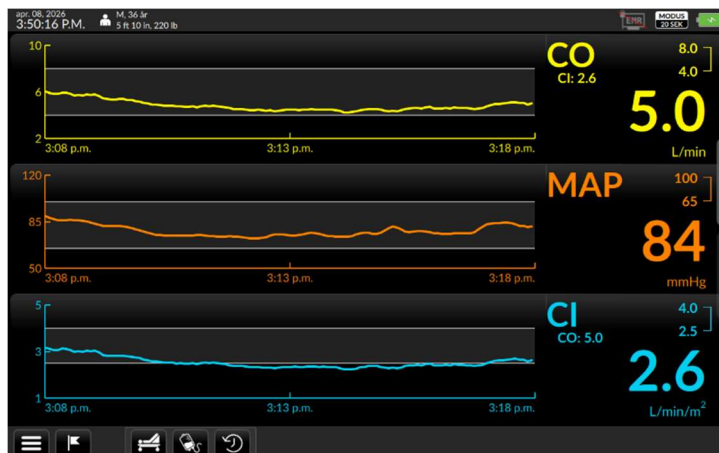 apr. 08, 2026
3:50:16 P.M.
M, 36 år
5 ft 10 in, 220 lb
EMR
MODUS
20 SEK
10
6
2
3:08 p.m.
3:13 p.m.
3:18 p.m.
CO
CI: 2.6
8.0
4.0
5.0
L/min
120
85
50
3:08 p.m.
3:13 p.m.
3:18 p.m.
MAP
100
65
84
mmHg
5
3
1
3:08 p.m.
3:13 p.m.
3:18 p.m.
CI
CO: 5.0
4.0
2.5
2.6
L/min/m²